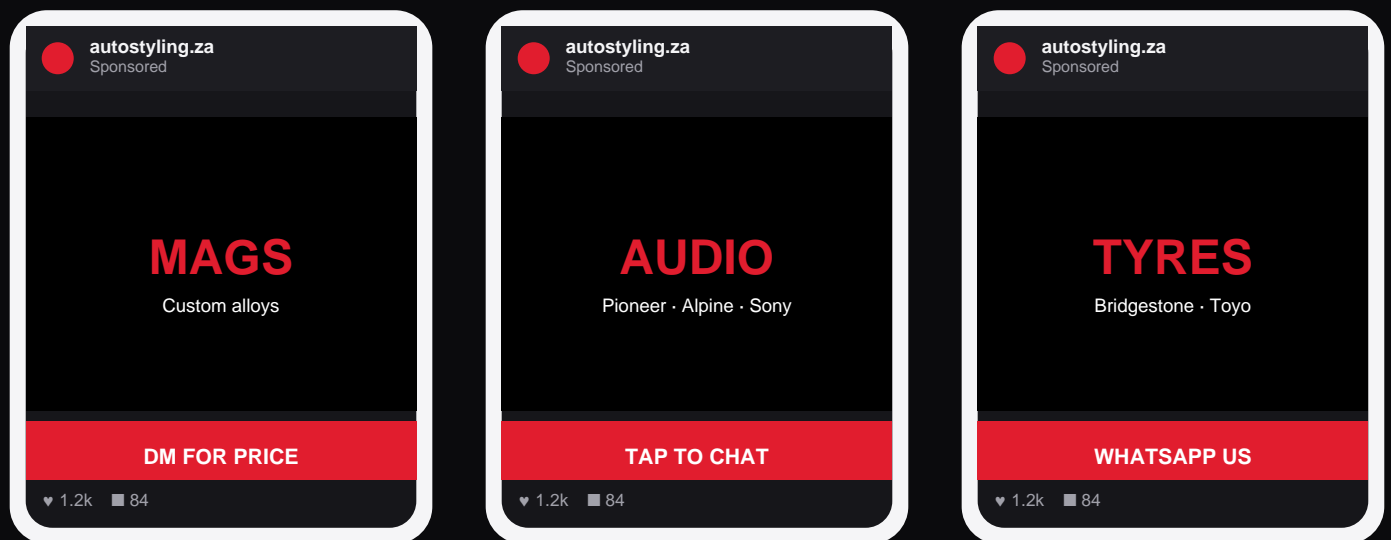 autostyling.za
Sponsored
MAGS
Custom alloys
DM FOR PRICE
♥ 1.2k ■ 84
autostyling.za
Sponsored
AUDIO
Pioneer · Alpine · Sony
TAP TO CHAT
♥ 1.2k ■ 84
autostyling.za
Sponsored
TYRES
Bridgestone · Toyo
WHATSAPP US
♥ 1.2k ■ 84